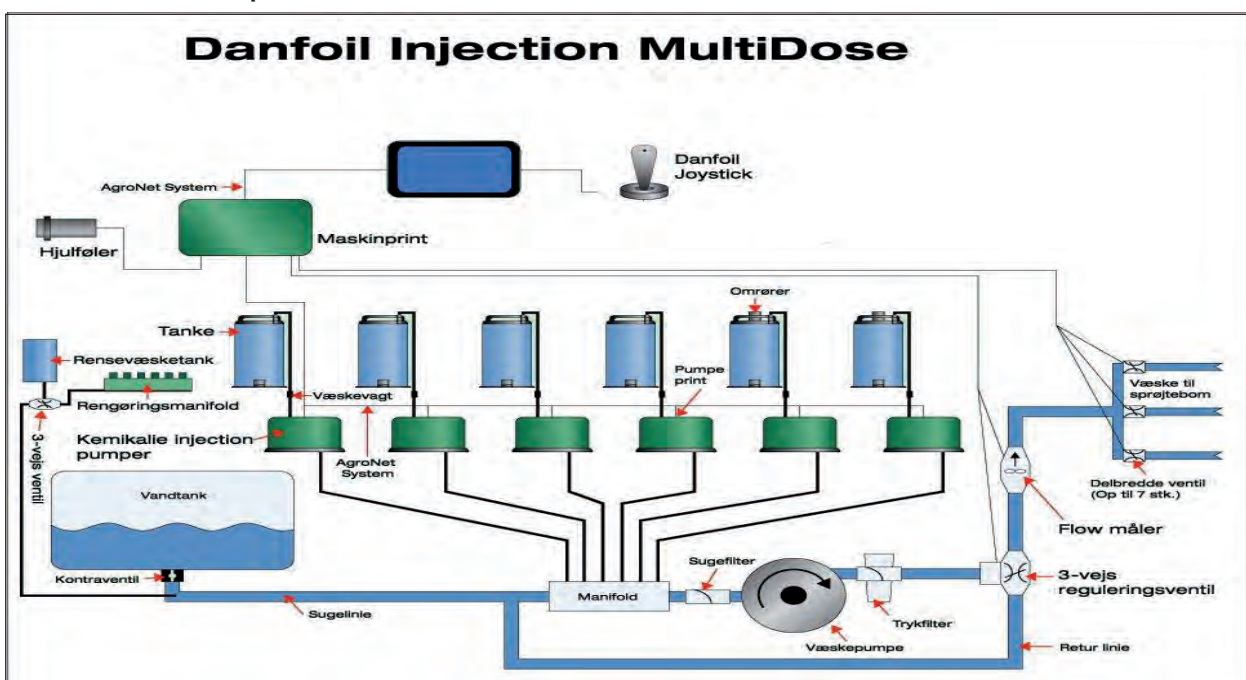 Danfoil Injection MultiDose
Danfoil
Joystick
AgroNet System
Maskinprint
Hjulføler
Omrører
Tanke
Rensevæsketank
Rengøringsmanifold
3-vejs ventil
Væskevagt
Pumpe
print
Kemikalie injection
pumper
AgroNet
System
Væske til
sprøjtebom
Delbredde ventil
(Op til 7 stk.)
Flow måler
Vandtank
Kontraventil
Sugelinie
Manifold
Sugefilter
Væskepumpe
Trykfilter
3-vejs
reguleringsventil
Retur linie